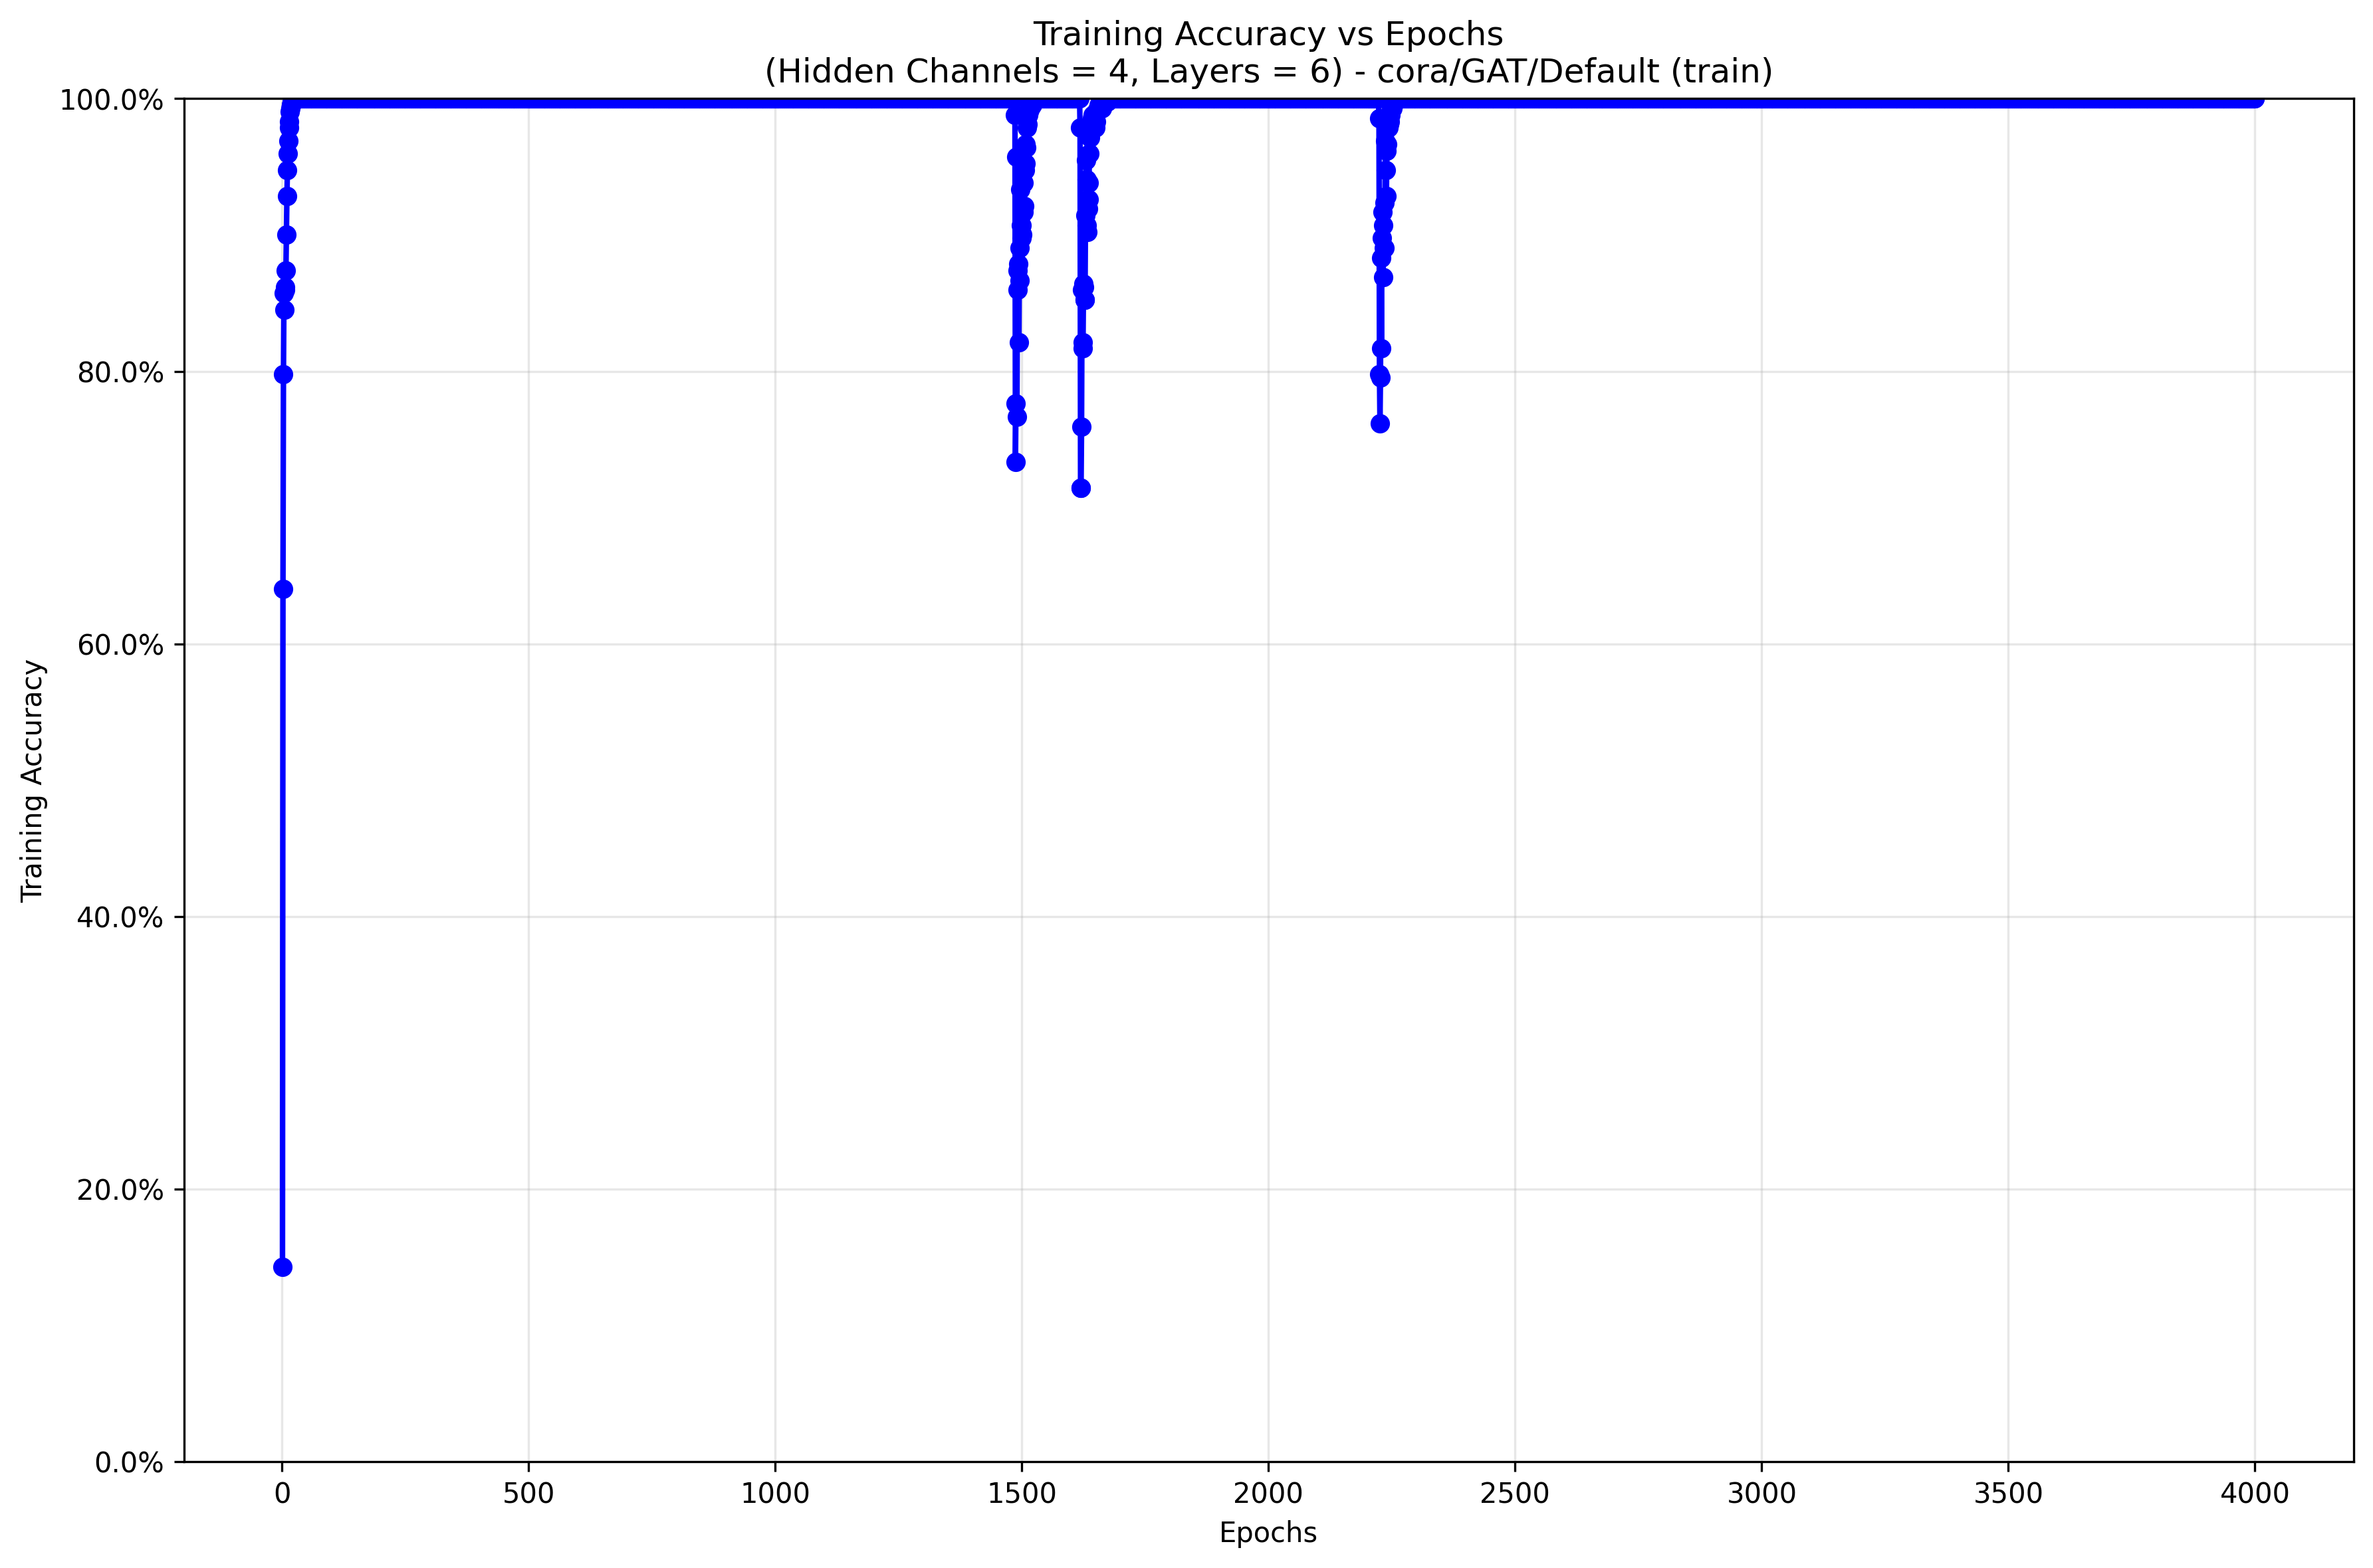 Training Accuracy vs Epochs
(Hidden Channels = 4, Layers = 6) - cora/GAT/Default (train)
100.0%
80.0%
60.0%
40.0%
20.0%
0.0%
Training Accuracy
0 500 1000 1500 2000 2500 3000 3500 4000
Epochs